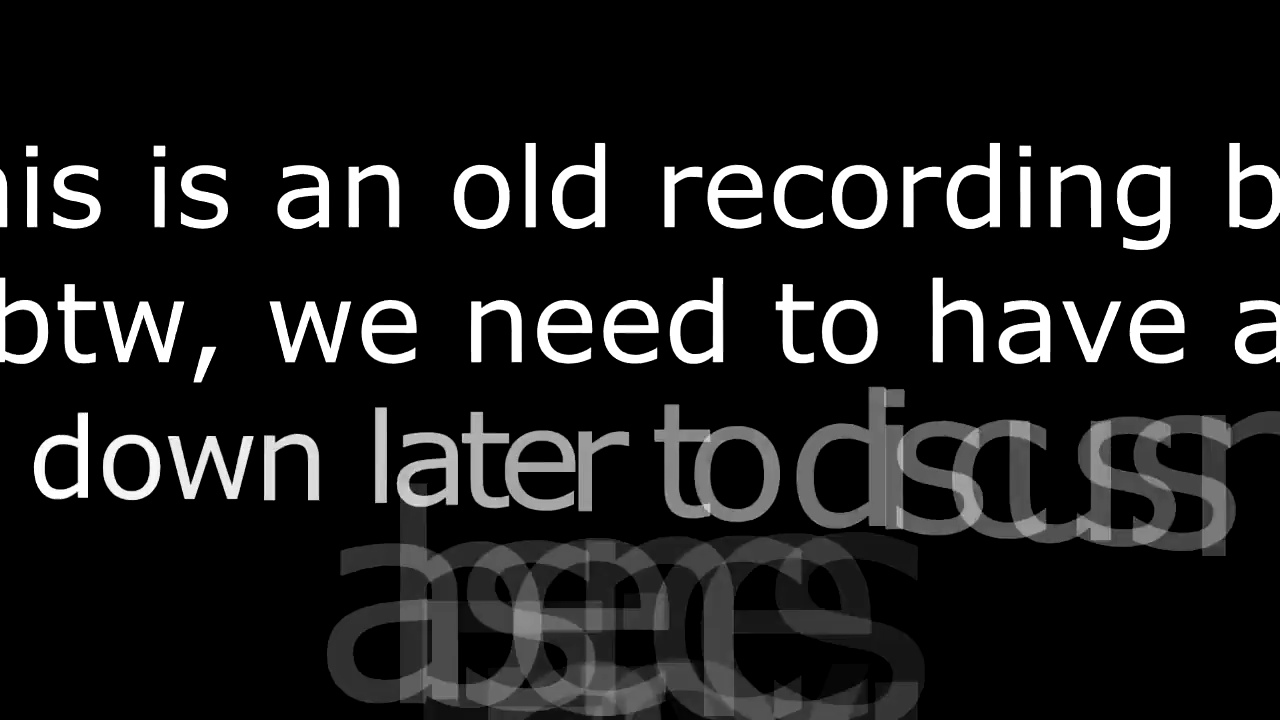 his is an old recording b
btw, we need to have a
down later to discuss